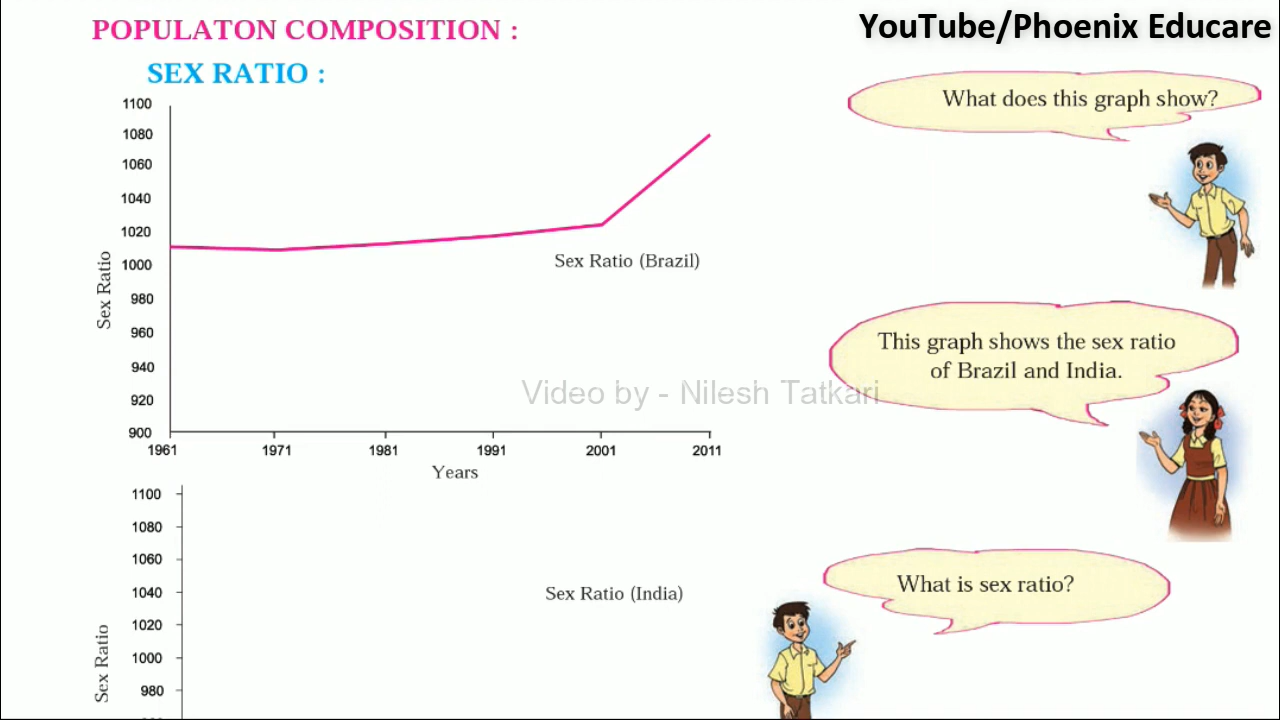 POPULATON COMPOSITION :
YouTube/Phoenix Educare
SEX RATIO :
1100
1080
1060
1040
1020
1000
980
960
940
920
900
Sex Ratio
Sex Ratio (Brazil)
1961 1971 1981 1991 2001 2011
Years
What does this graph show?
This graph shows the sex ratio
of Brazil and India.
Video by - Nilesh Tatkari
1100
1080
1060
1040
1020
1000
980
Sex Ratio
Sex Ratio (India)
What is sex ratio?